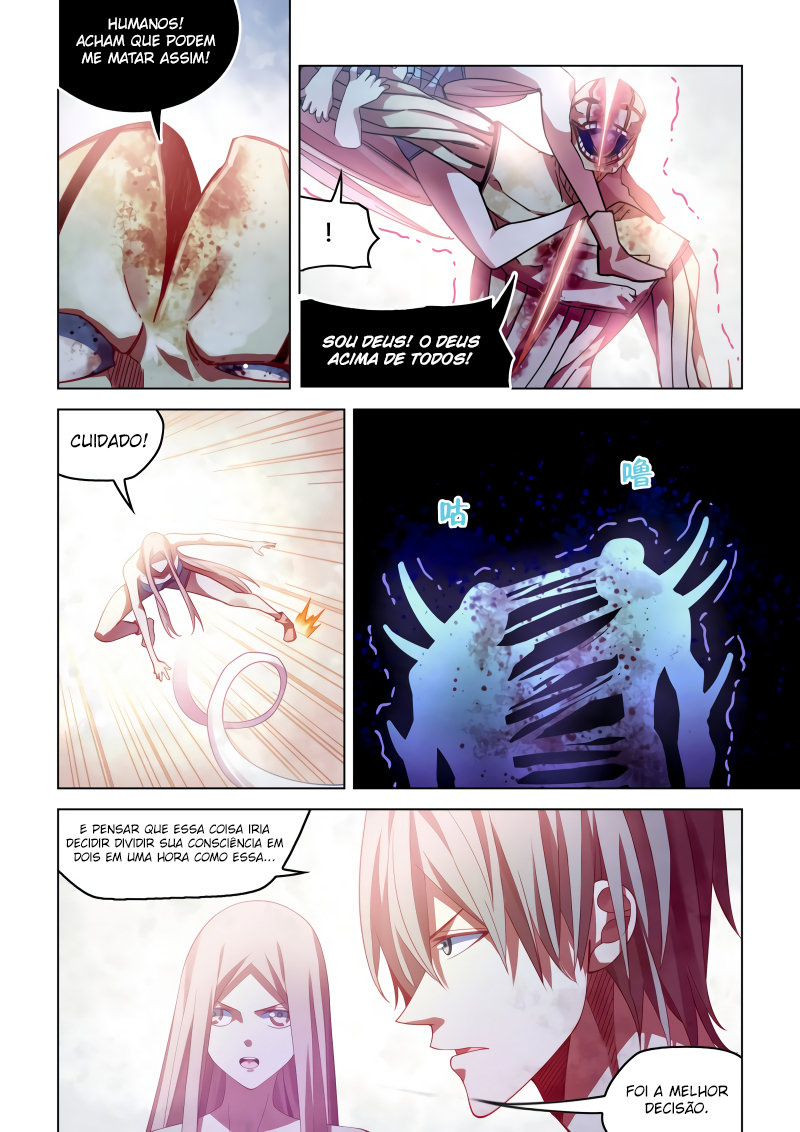 HUMANOS!
ACHAM QUE PODEM
ME MATAR ASSIM!
!
SOU DEUS! O DEUS
ACIMA DE TODOS!
CUIDADO!
咕
噜
E PENSAR QUE ESSA COISA IRIA
DECIDIR DIVIDIR SUA CONSCIÊNCIA EM
DOIS EM UMA HORA COMO ESSA...
FOI A MELHOR
DECISÃO.